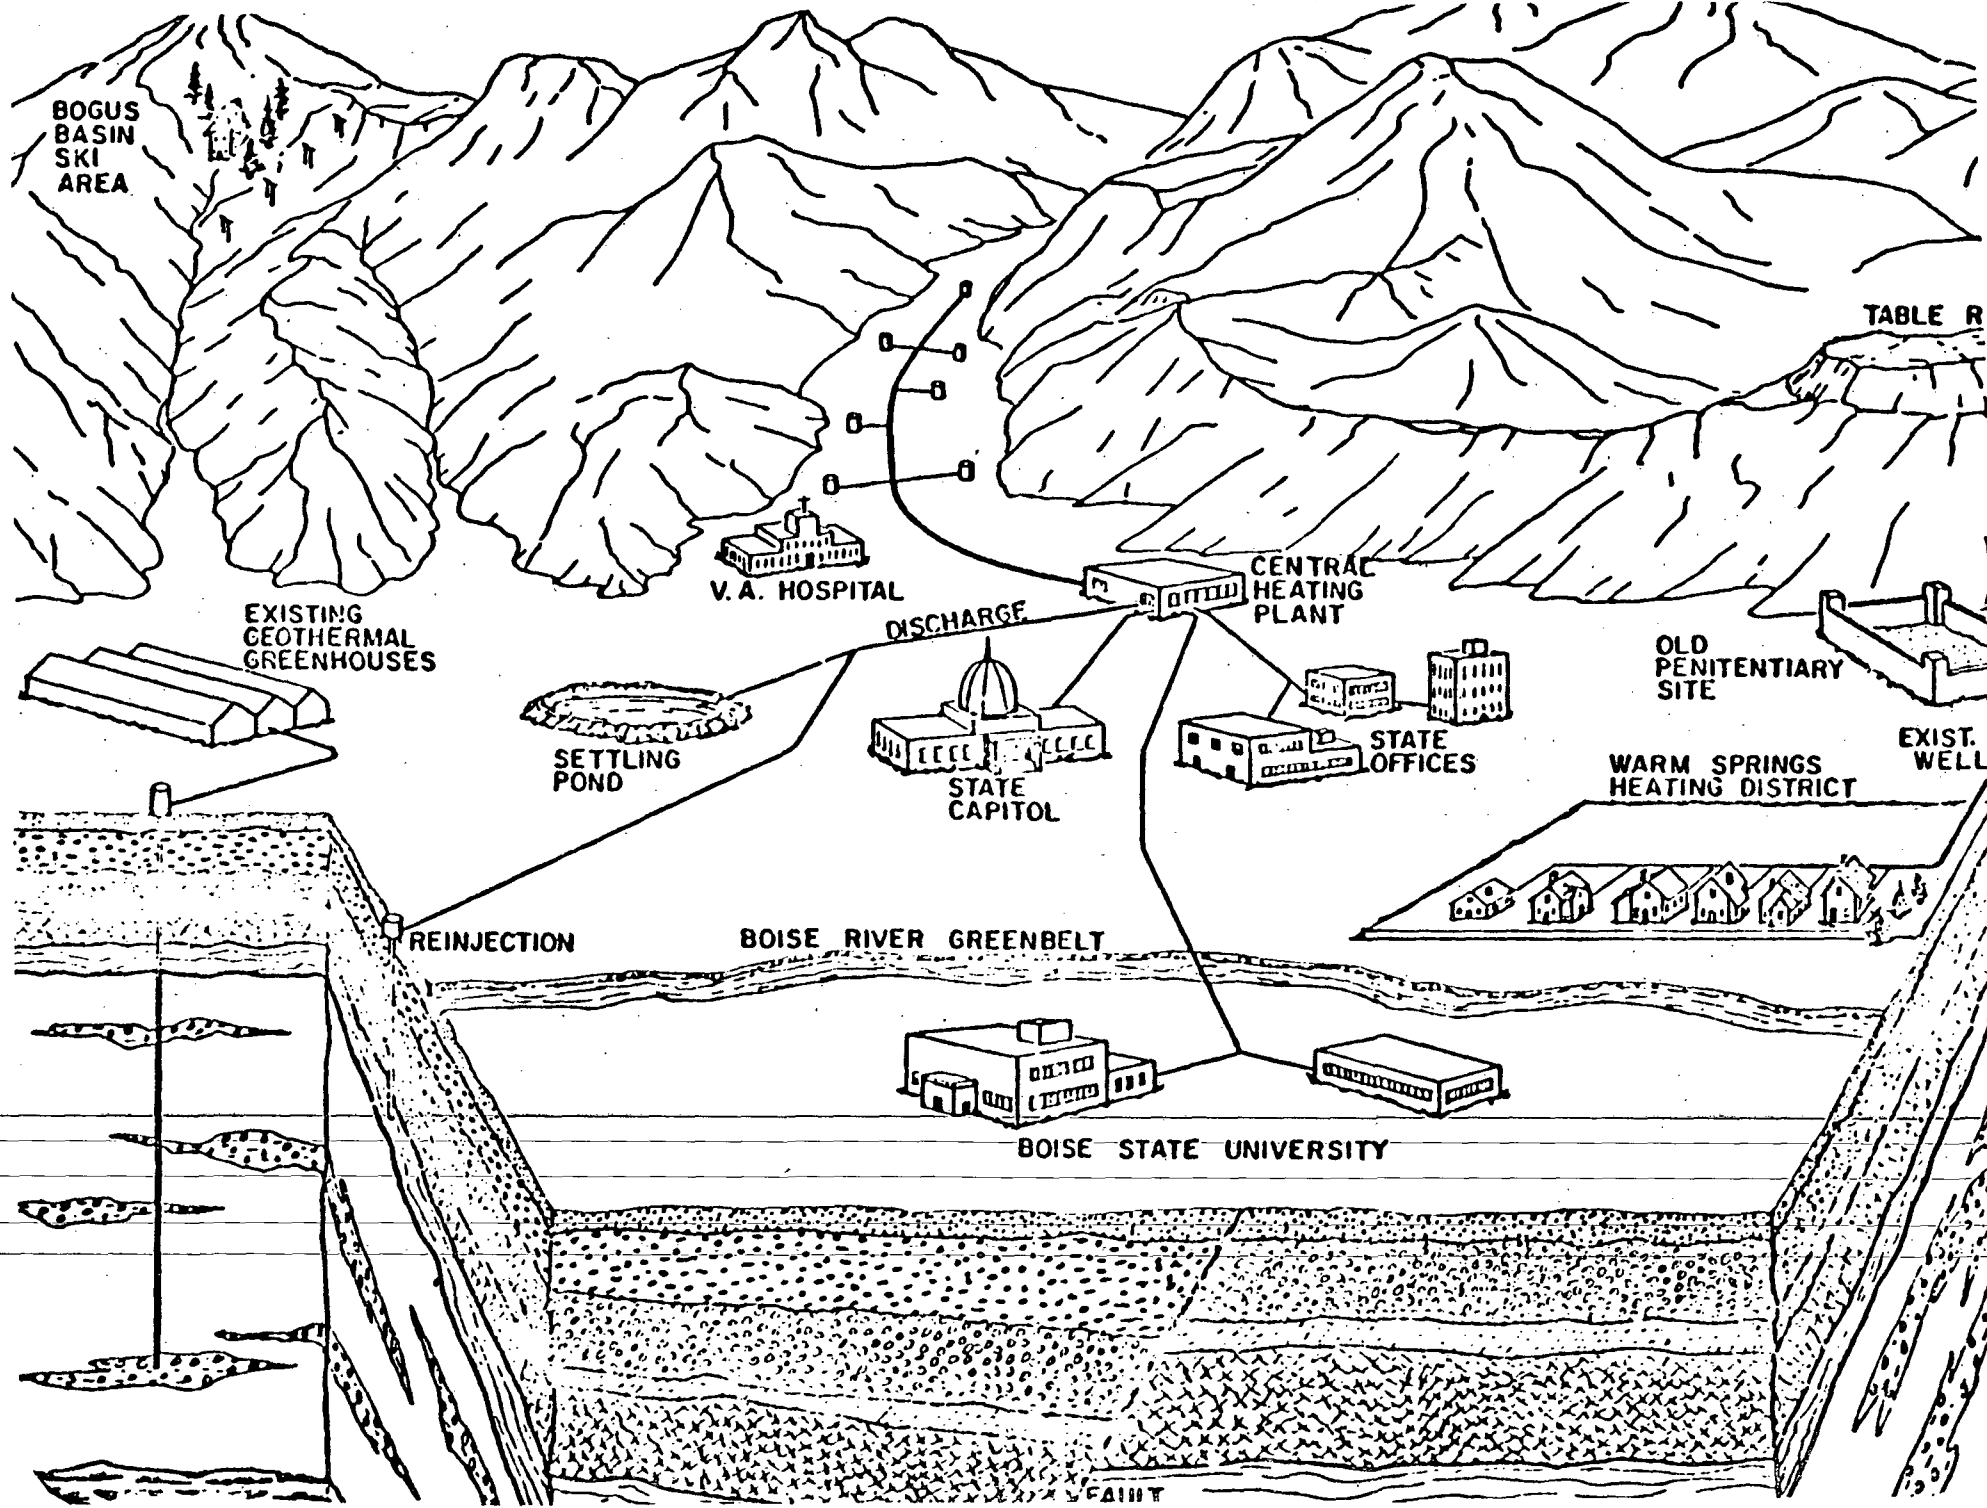 BOGUS
BASIN
SKI
AREA
TABLE R
V.A. HOSPITAL
CENTRAL
HEATING
PLANT
DISCHARGE
EXISTING
GEOTHERMAL
GREENHOUSES
OLD
PENITENTIARY
SITE
SETTLING
POND
STATE
CAPITOL
STATE
OFFICES
EXIST.
WELL
WARM SPRINGS
HEATING DISTRICT
REINJECTION
BOISE RIVER GREENBELT
BOISE STATE UNIVERSITY
FAULT